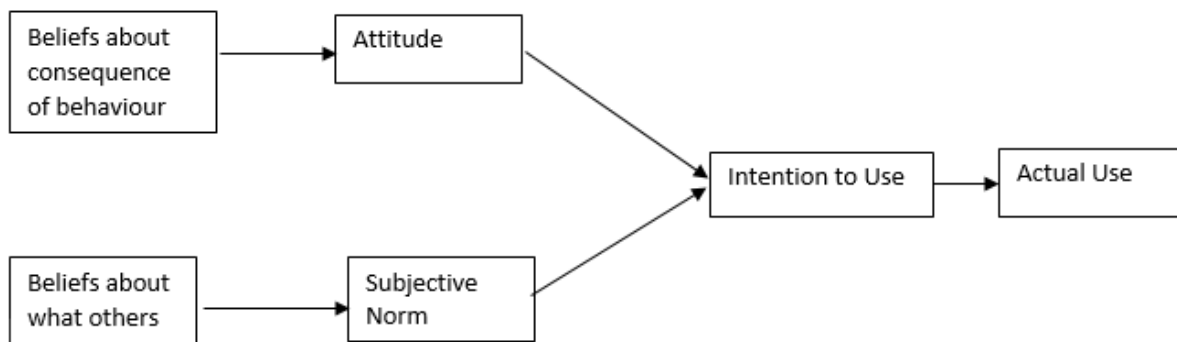 Beliefs about
consequence
of behaviour
Attitude
Intention to Use
Actual Use
Beliefs about
what others
Subjective
Norm